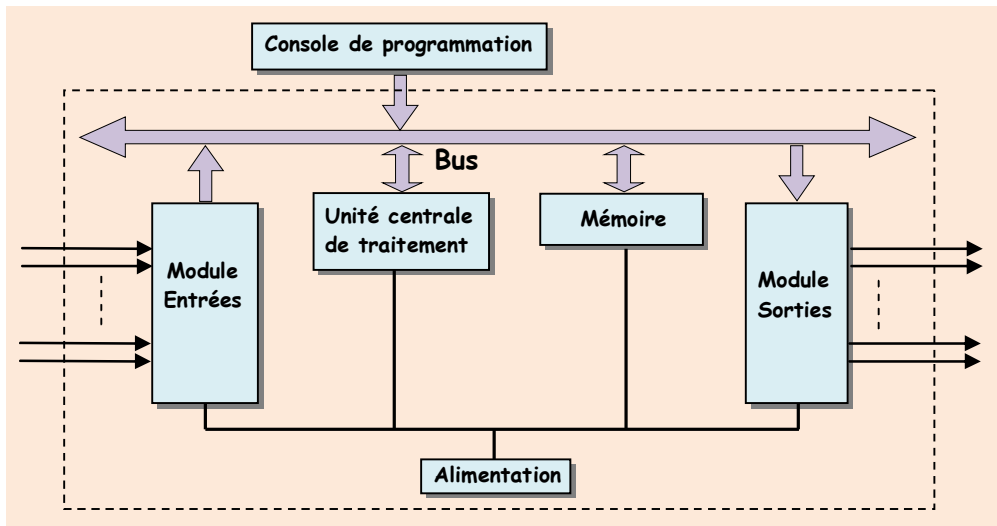 Console de programmation
Bus
Unité centrale
de traitement
Mémoire
Module
Entrées
Module
Sorties
Alimentation